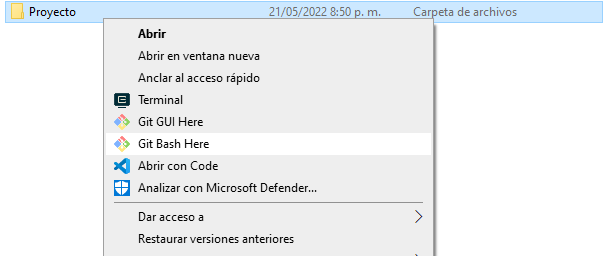 Proyecto 21/05/2022 8:50 p. m. Carpeta de archivos
Abrir
Abrir en ventana nueva
Anclar al acceso rápido
Terminal
Git GUI Here
Git Bash Here
Abrir con Code
Analizar con Microsoft Defender...
Dar acceso a
Restaurar versiones anteriores